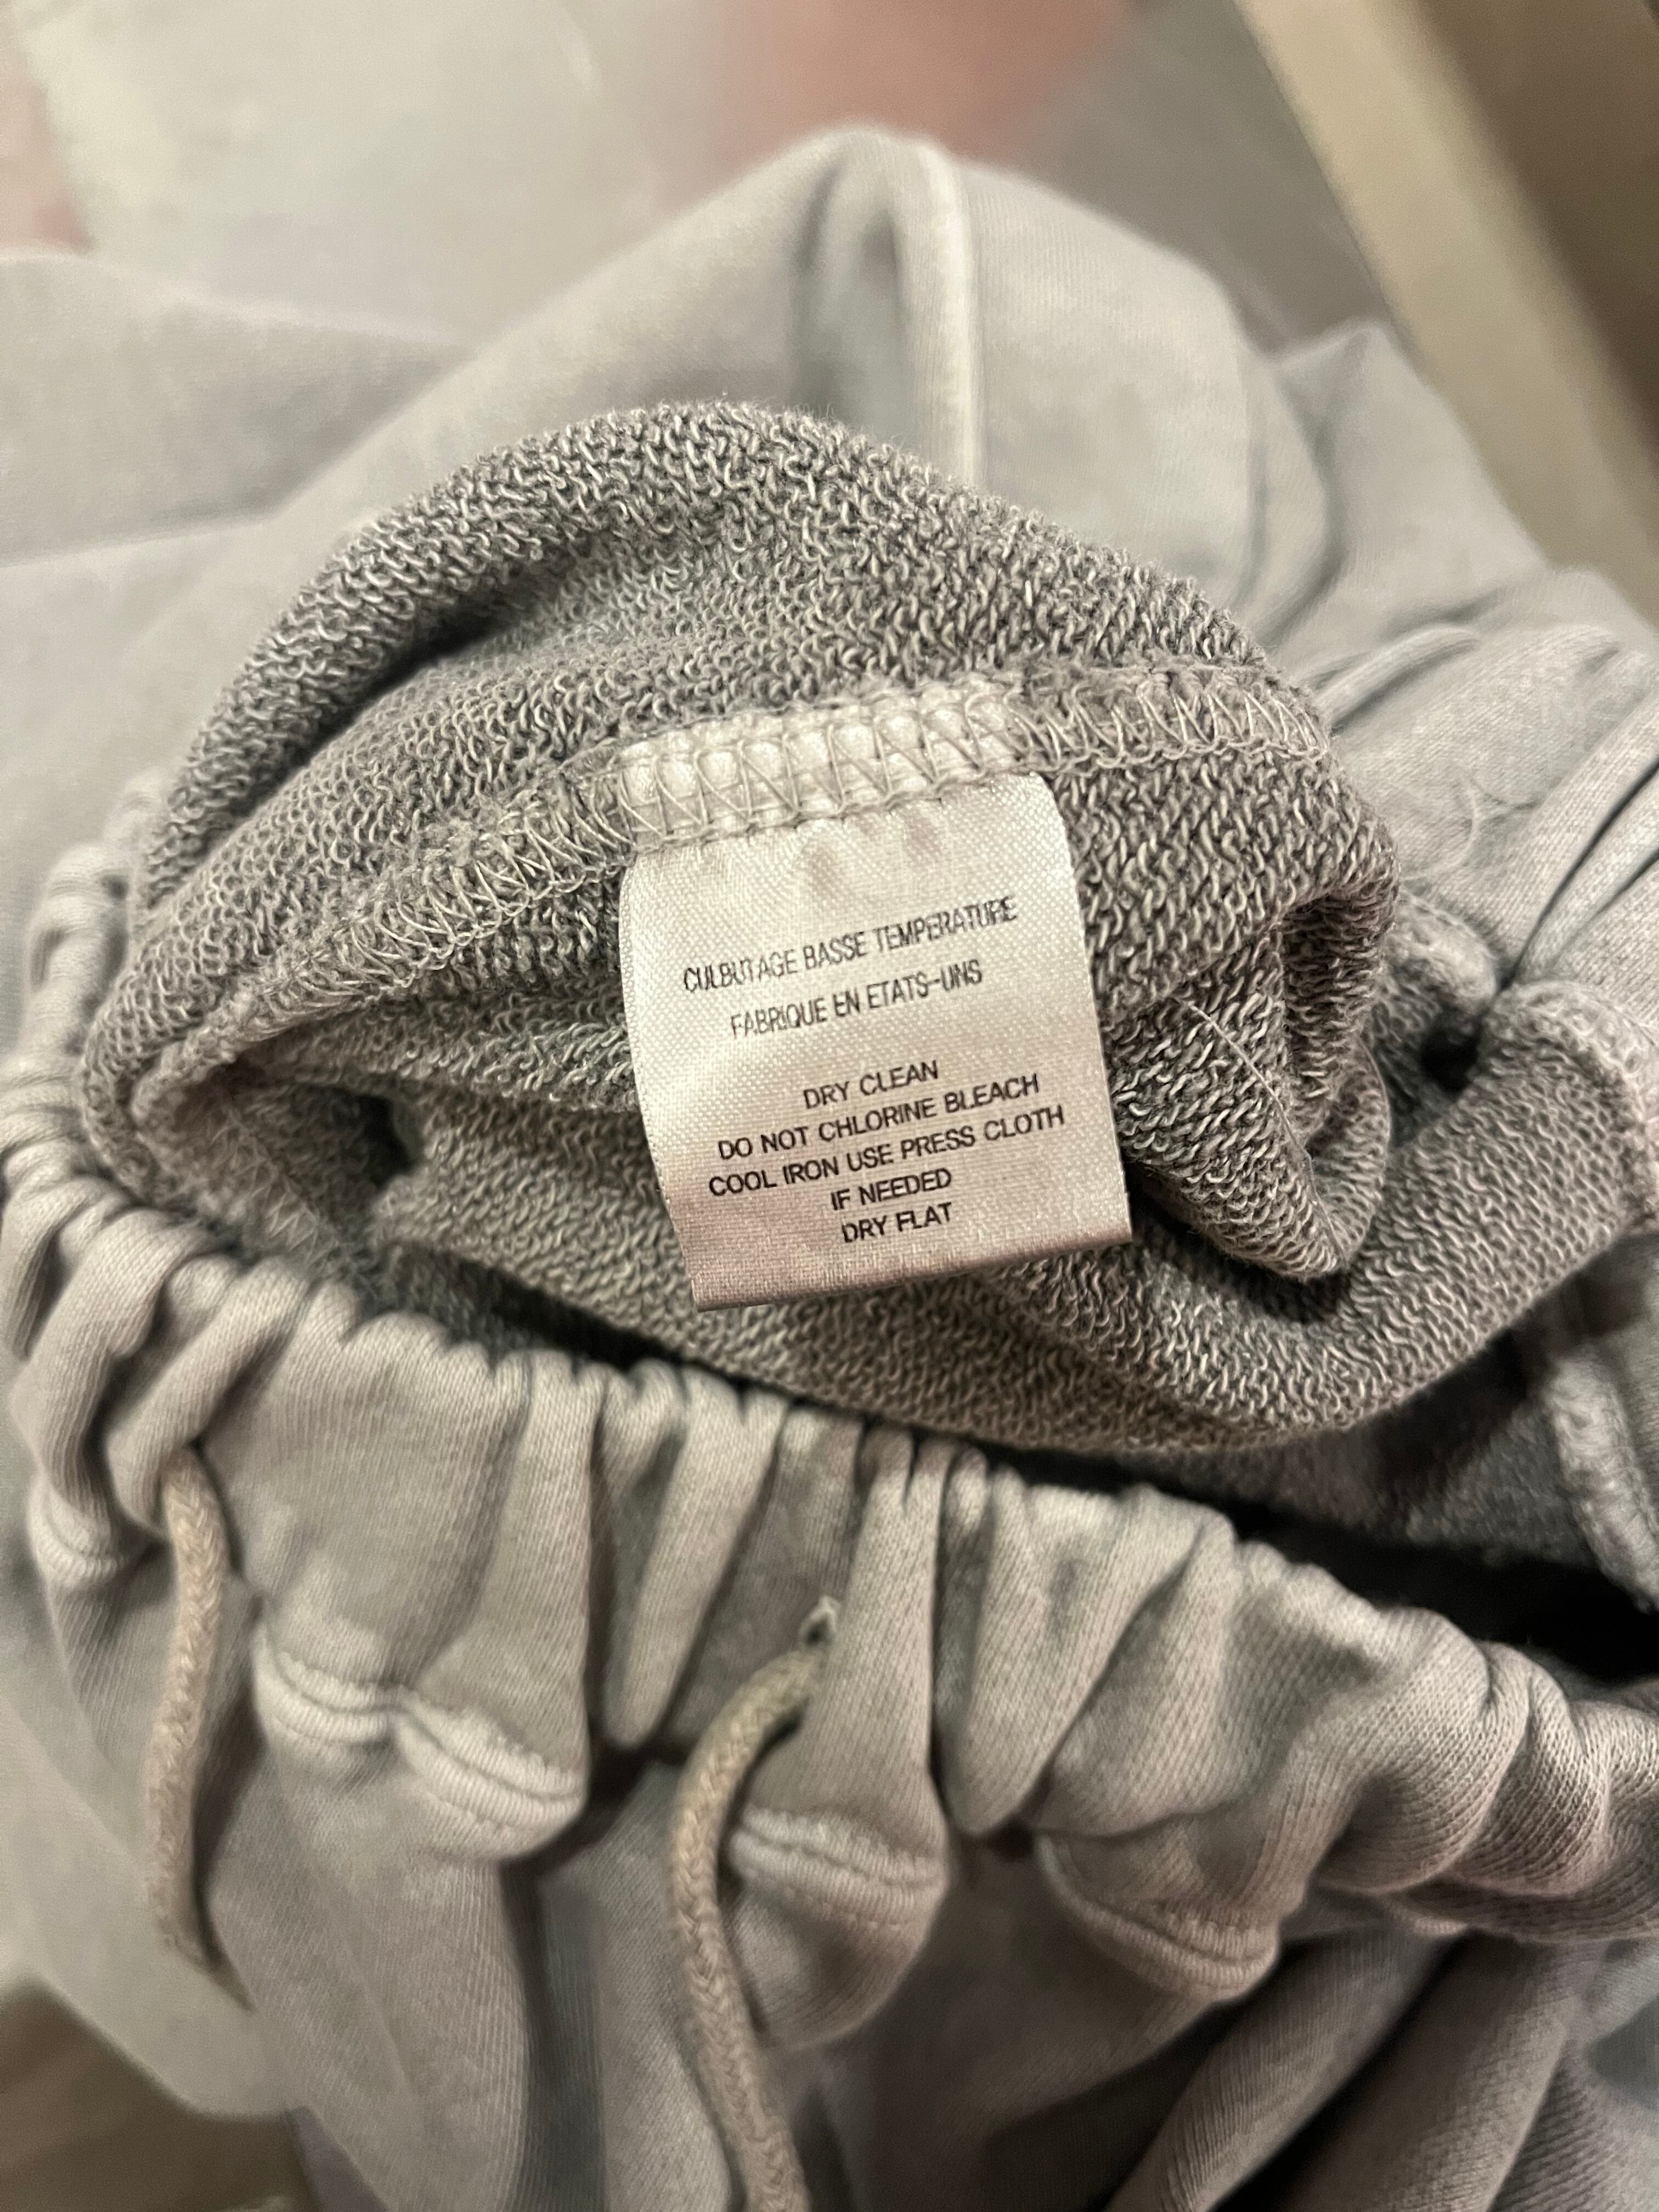 CULBUTAGE BASSE TEMPERATURE
FABRIQUE EN ETATS-UNS
DRY CLEAN
DO NOT CHLORINE BLEACH
COOL IRON USE PRESS CLOTH
IF NEEDED
DRY FLAT